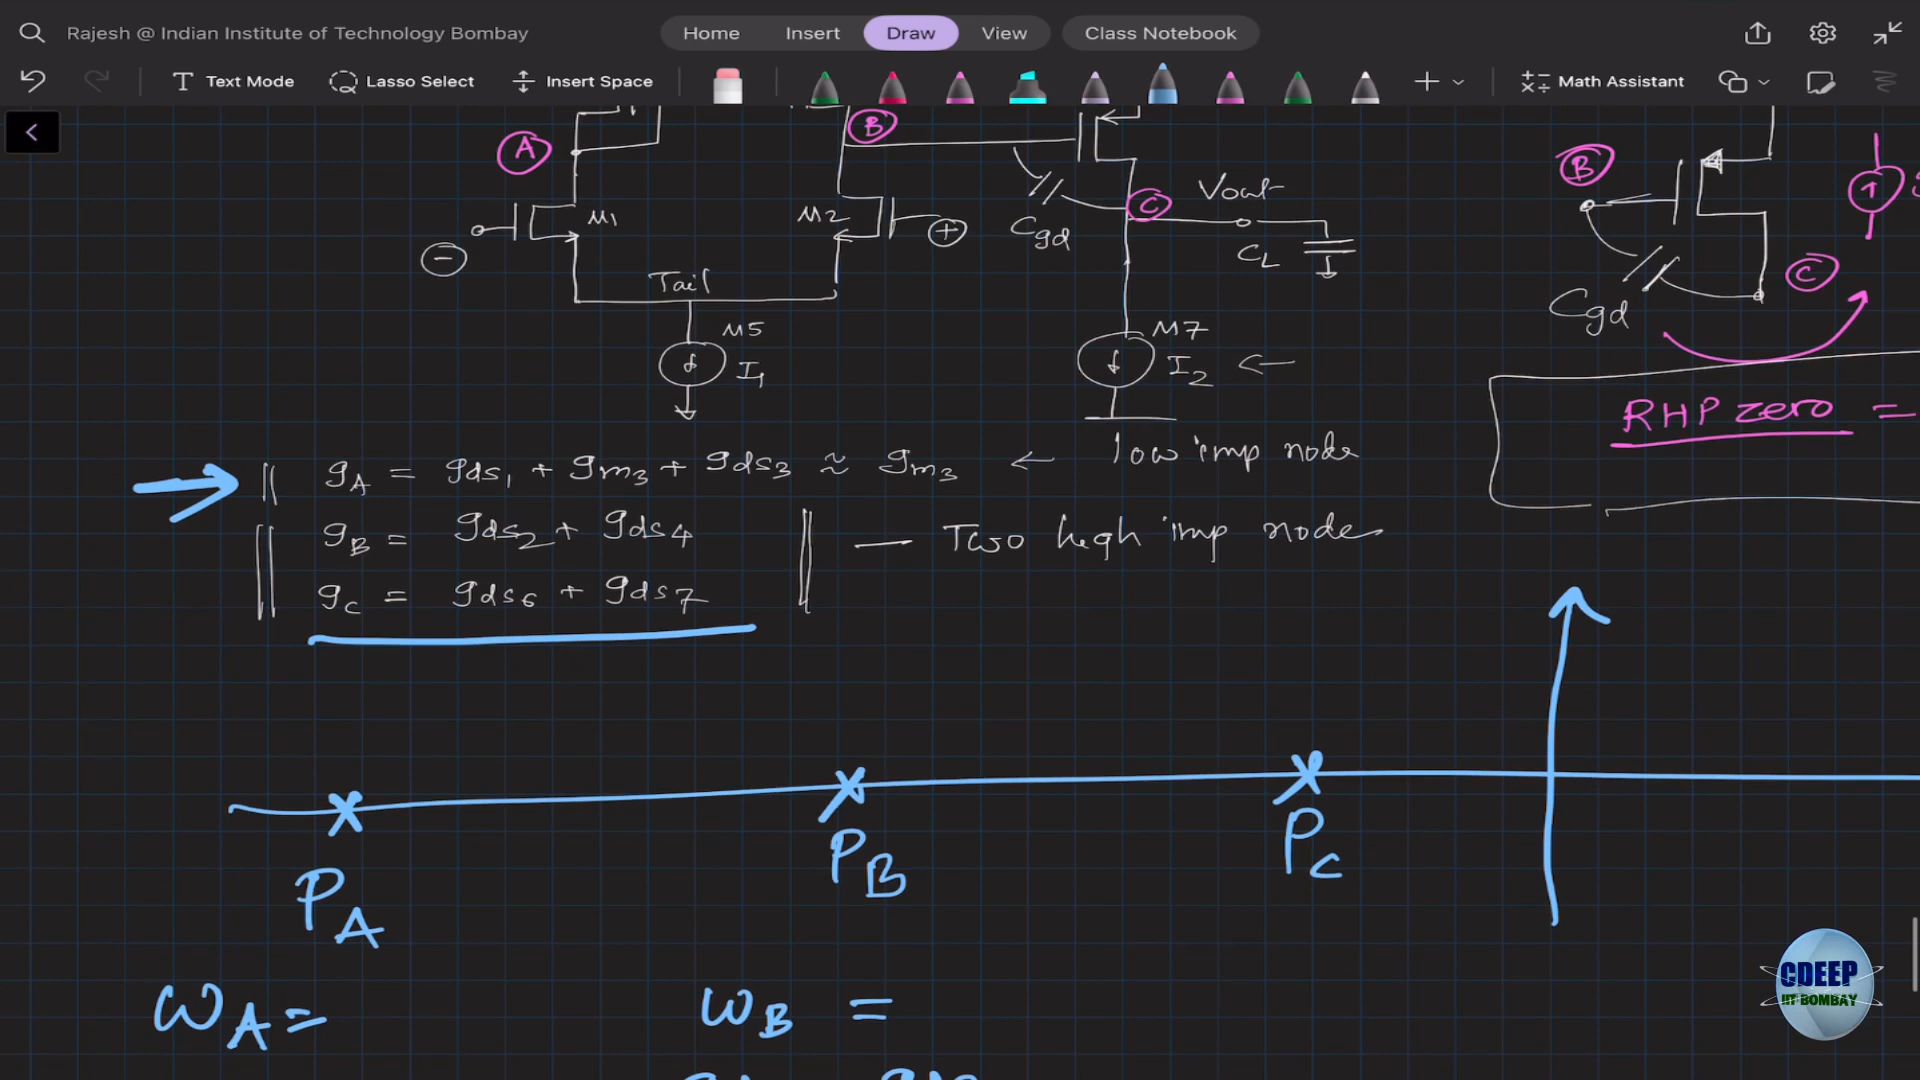 Rajesh @ Indian Institute of Technology Bombay
Home Insert Draw View Class Notebook
Text Mode Lasso Select Insert Space Math Assistant
A B
M1 M2 + Cgd C Vout CL
−
Tail
M5 I1
M7 I2 ←
B C Cgd
RHP zero =
gA = gds1 + gm3 + gds3 ≈ gm3 ← low imp node
gB = gds2 + gds4 — Two high imp node
gC = gds6 + gds7
PA PB PC
ωA = ωB =
CDEEP
IIT BOMBAY